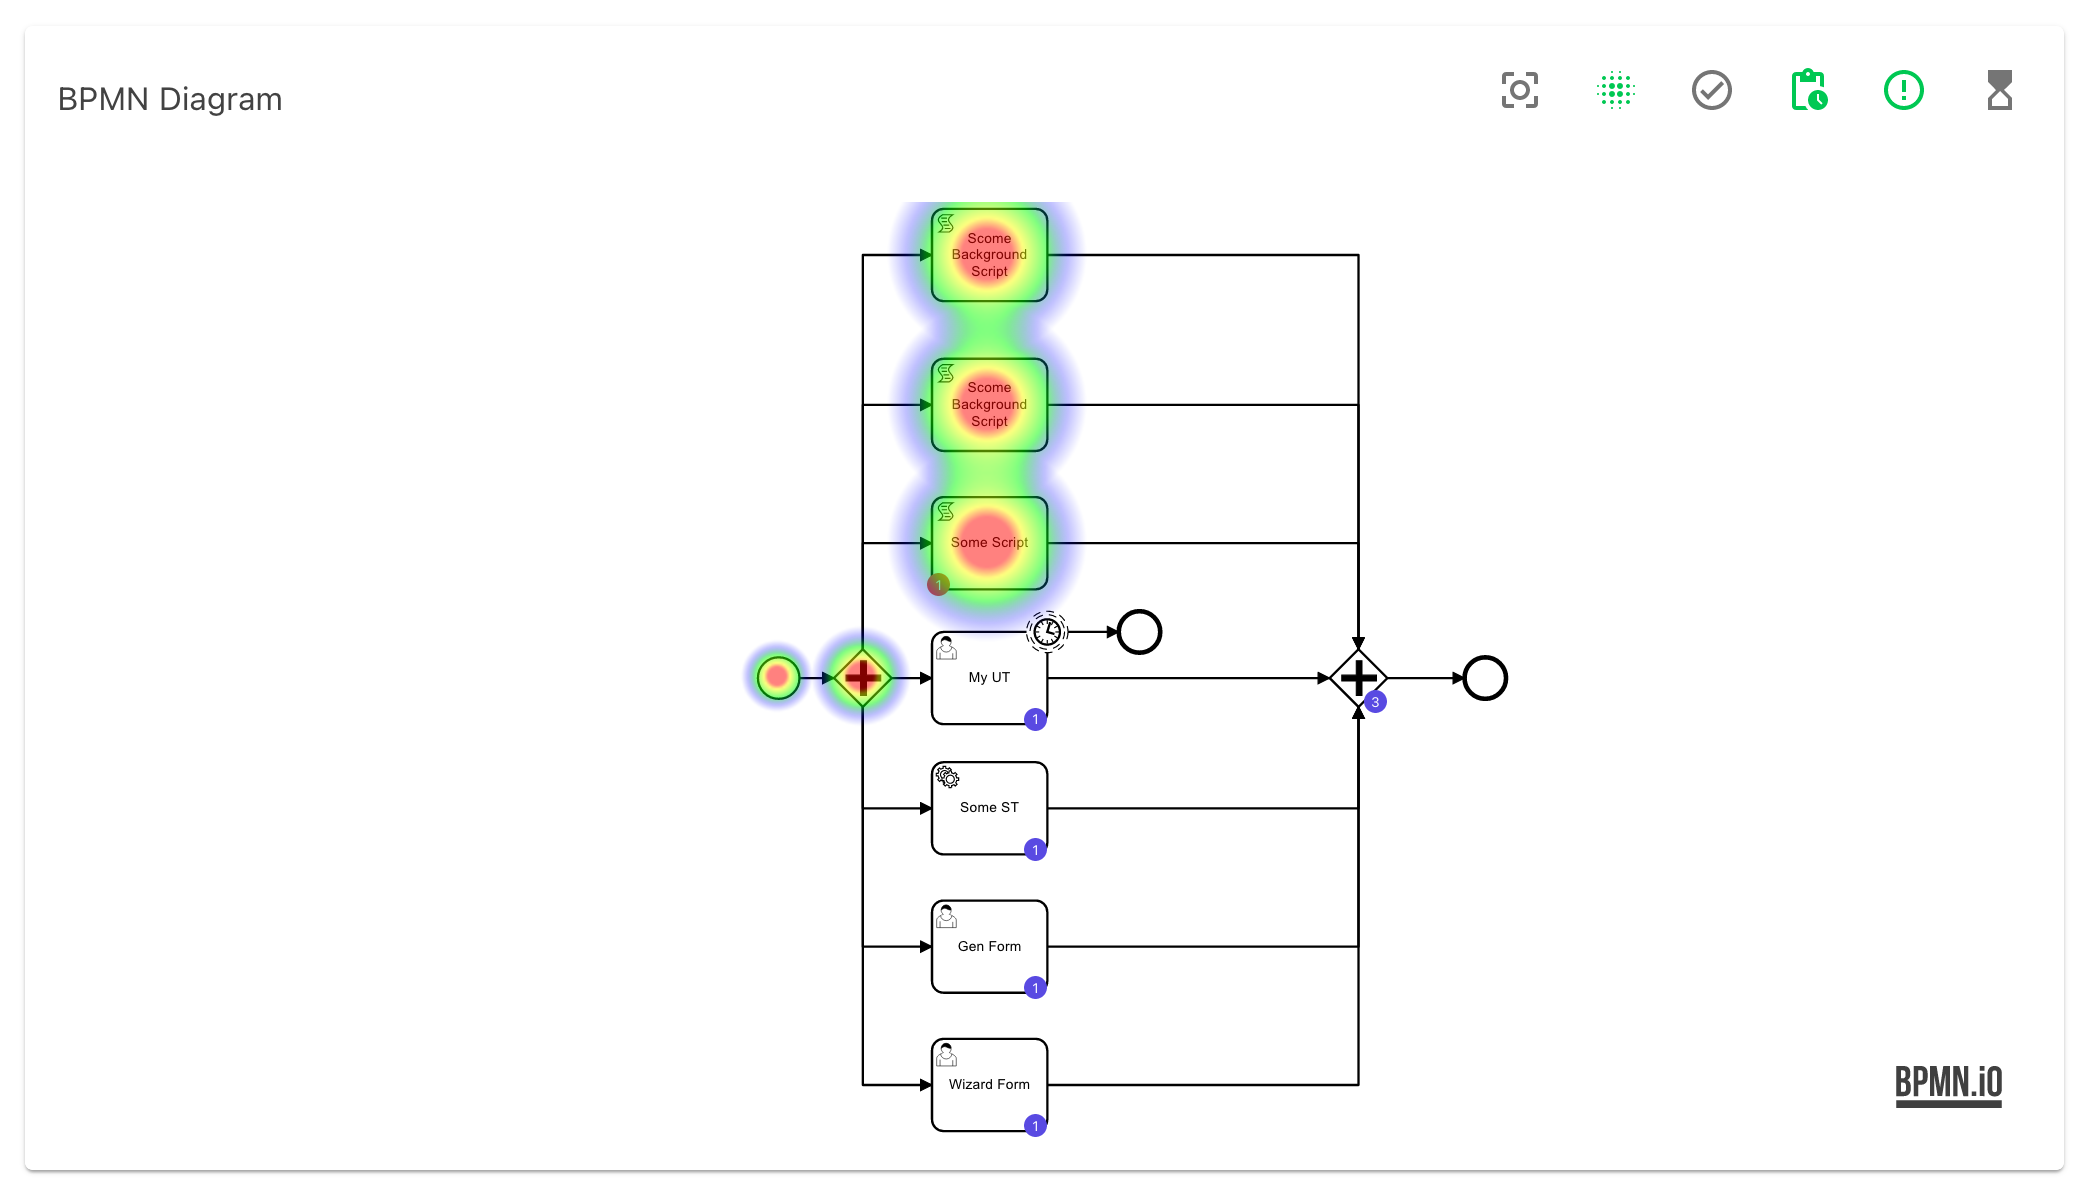 BPMN Diagram
Scome
Background
Script
Scome
Background
Script
Some Script
1
My UT
1
3
Some ST
1
Gen Form
1
Wizard Form
1
BPMN.iO